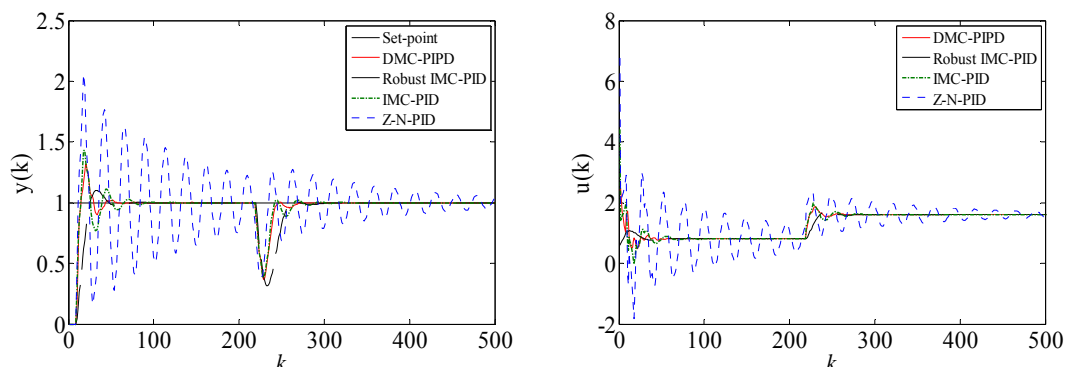 2.5
2
1.5
1
0.5
0
y(k)
0 100 200 300 400 500
k
Set-point
DMC-PIPD
Robust IMC-PID
IMC-PID
Z-N-PID
8
6
4
2
0
-2
u(k)
0 100 200 300 400 500
k
DMC-PIPD
Robust IMC-PID
IMC-PID
Z-N-PID